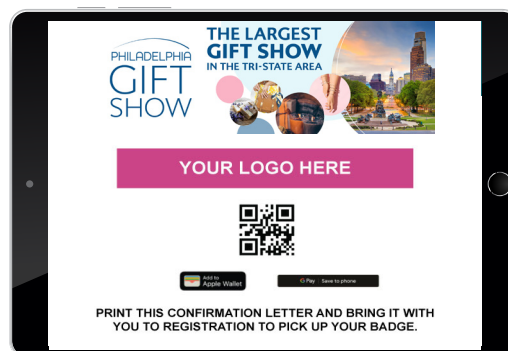 PHILADELPHIA
GIFT
SHOW
THE LARGEST
GIFT SHOW
IN THE TRI-STATE AREA
YOUR LOGO HERE
Add to
Apple Wallet
G Pay Save to phone
PRINT THIS CONFIRMATION LETTER AND BRING IT WITH
YOU TO REGISTRATION TO PICK UP YOUR BADGE.